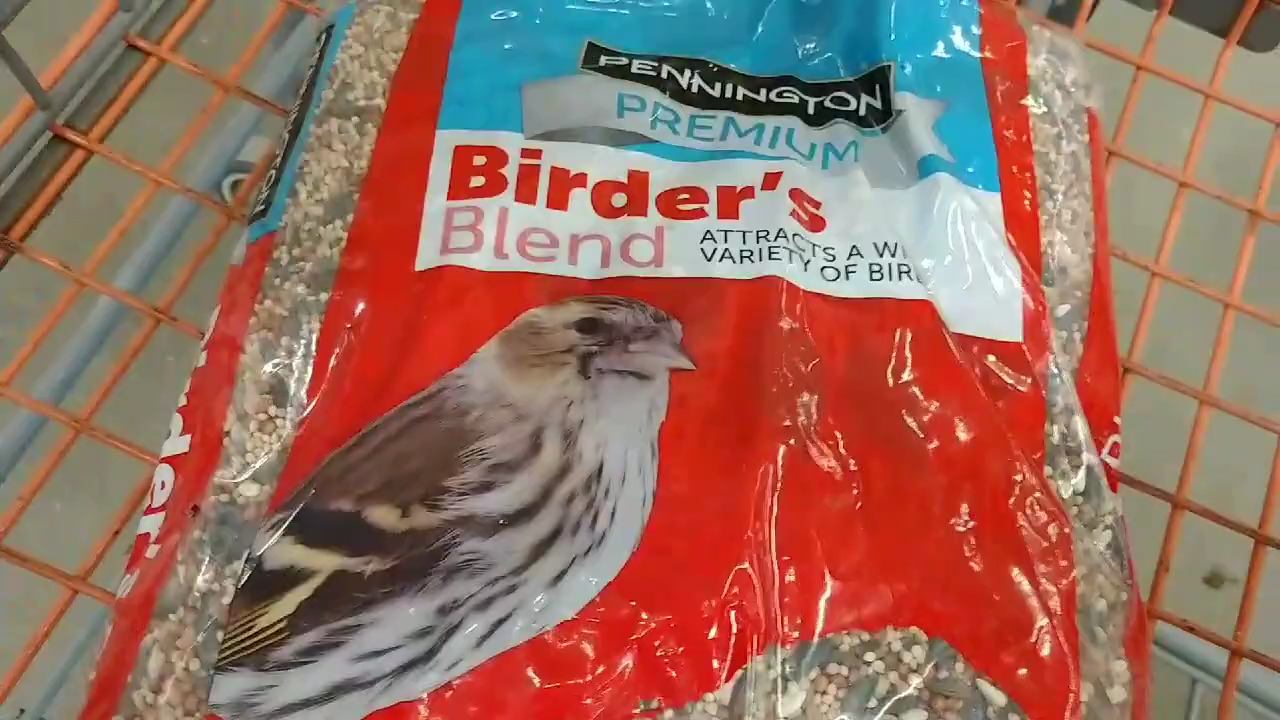 PENNINGTON
PREMIUM
Birder's
Blend
ATTRACTS A
VARIETY OF